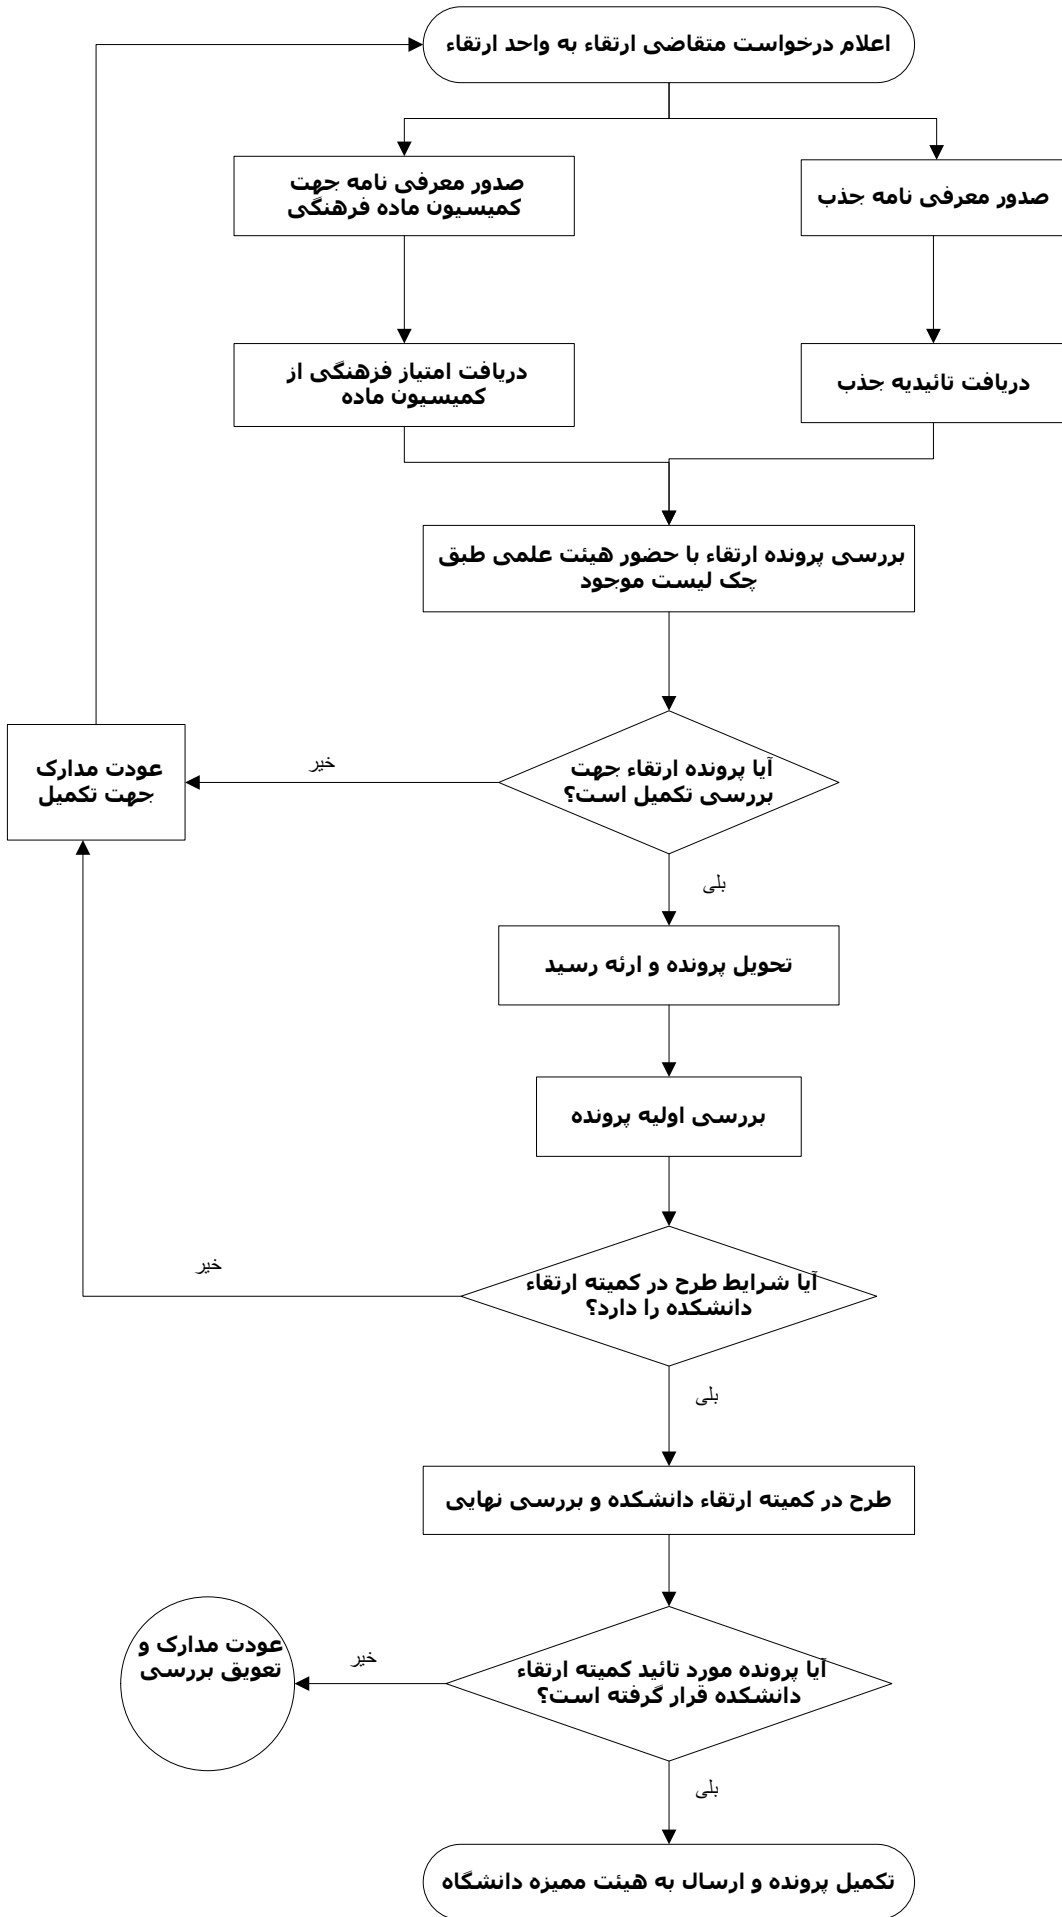 اعلام درخواست متقاضی ارتقاء به واحد ارتقاء
صدور معرفی نامه جذب
صدور معرفی نامه جهت
کمیسیون ماده فرهنگی
دریافت تائیدیه جذب
دریافت امتیاز فزهنگی از
کمیسیون ماده
بررسی پرونده ارتقاء با حضور هیئت علمی طبق
چک لیست موجود
آیا پرونده ارتقاء جهت
بررسی تکمیل است؟
خیر
عودت مدارک
جهت تکمیل
بلی
تحویل پرونده و ارئه رسید
بررسی اولیه پرونده
آیا شرایط طرح در کمیته ارتقاء
دانشکده را دارد؟
خیر
بلی
طرح در کمیته ارتقاء دانشکده و بررسی نهایی
آیا پرونده مورد تائید کمیته ارتقاء
دانشکده قرار گرفته است؟
خیر
عودت مدارک و
تعویق بررسی
بلی
تکمیل پرونده و ارسال به هیئت ممیزه دانشگاه